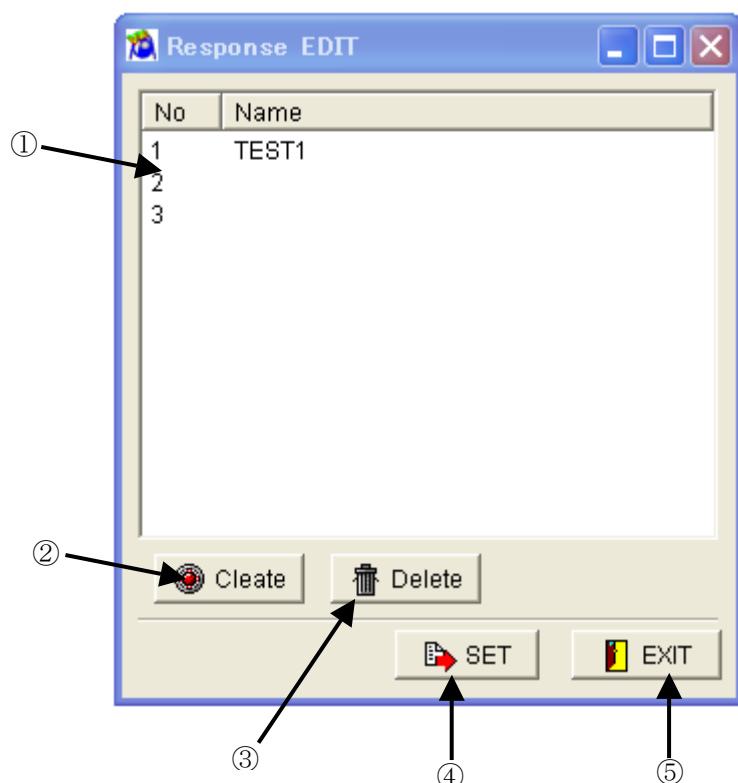 Response EDIT
No Name
①
1 TEST1
2
3
②
Cleate Delete
SET EXIT
③ ④ ⑤